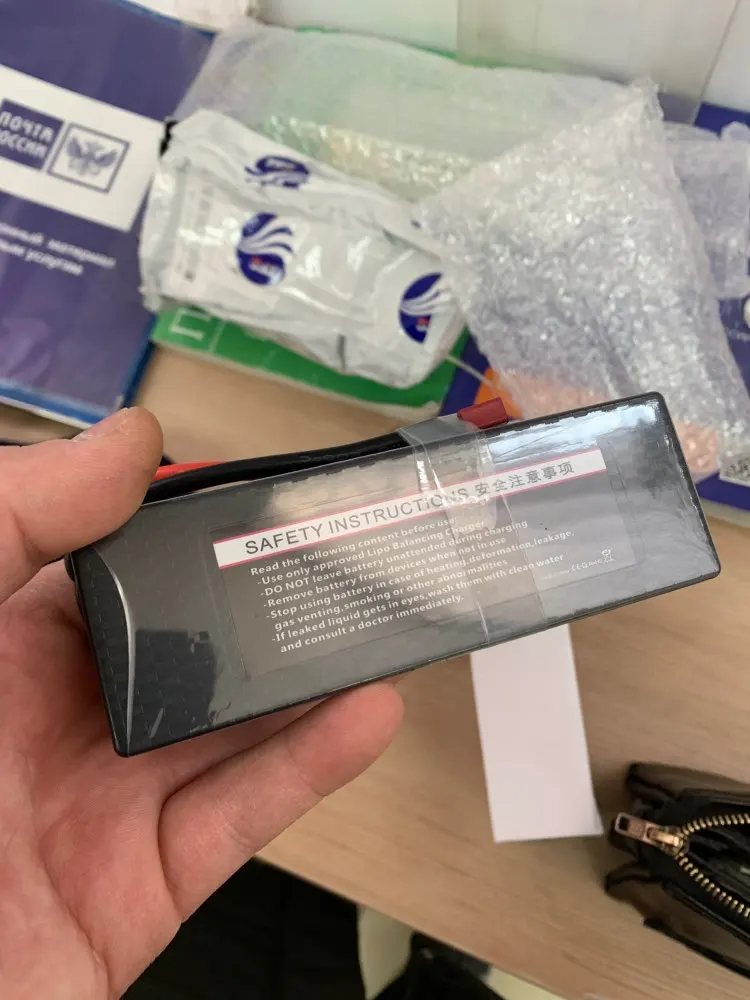 ПОЧТА
РОССИИ
SAFETY INSTRUCTIONS 安全注意事项
Read the following content before use
-Use only approved Lipo Balancing Charger
-DO NOT leave battery unattended during charging
-Remove battery from devices when not in use
-Stop using battery in case of heating,deformation,leakage,
gas venting,smoking or other abnormalities
-If leaked liquid gets in eyes,wash them with clean water
and consult a doctor immediately.